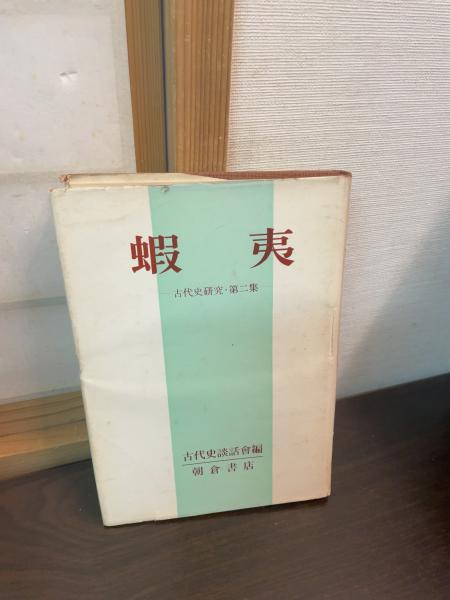 蝦夷
古代史研究・第二集
古代史談話會編
朝倉書店